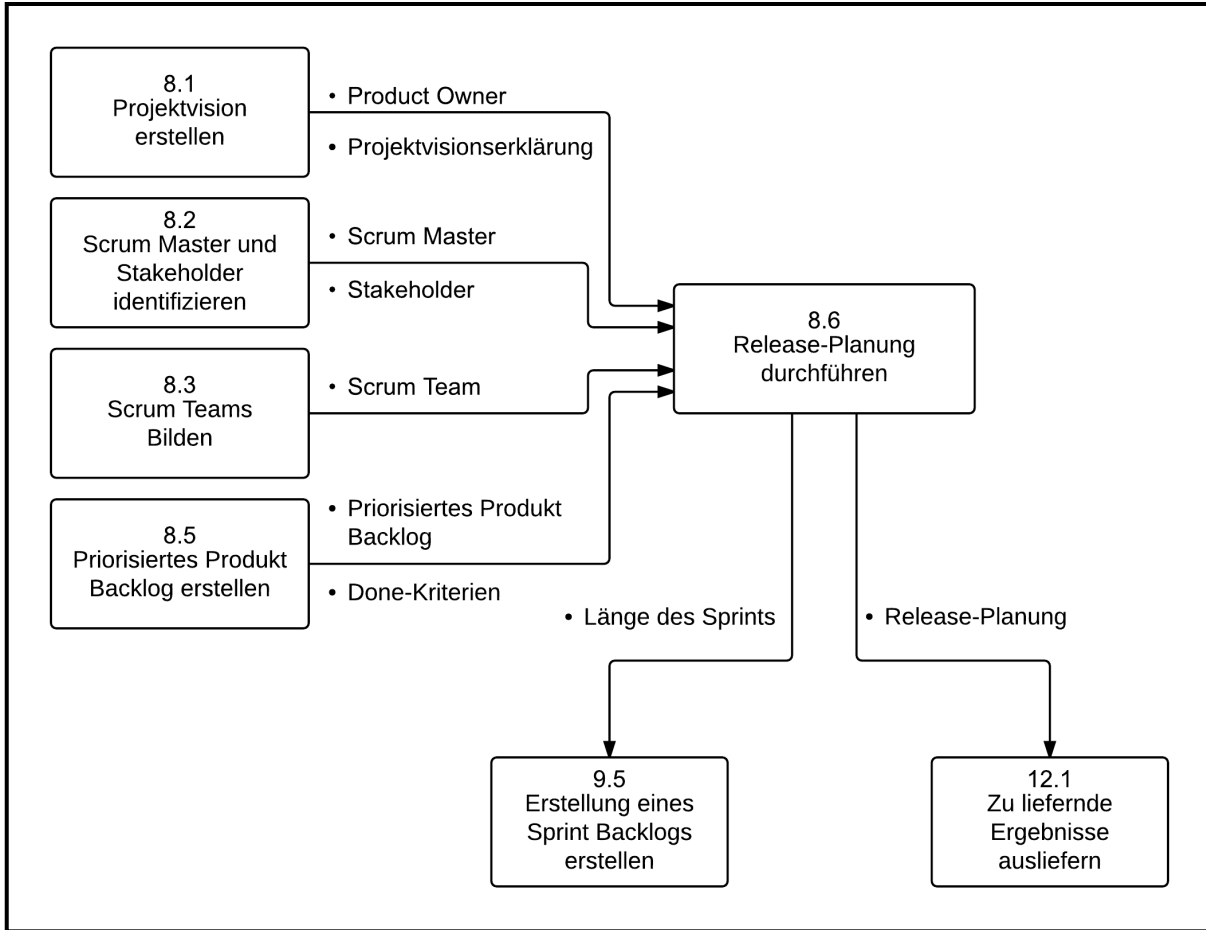 8.1
Projektvision
erstellen
• Product Owner
• Projektvisionserklärung
8.2
Scrum Master und
Stakeholder
identifizieren
• Scrum Master
• Stakeholder
8.3
Scrum Teams
Bilden
• Scrum Team
8.5
Priorisiertes Produkt
Backlog erstellen
• Priorisiertes Produkt
Backlog
• Done-Kriterien
8.6
Release-Planung
durchführen
• Länge des Sprints
• Release-Planung
9.5
Erstellung eines
Sprint Backlogs
erstellen
12.1
Zu liefernde
Ergebnisse
ausliefern